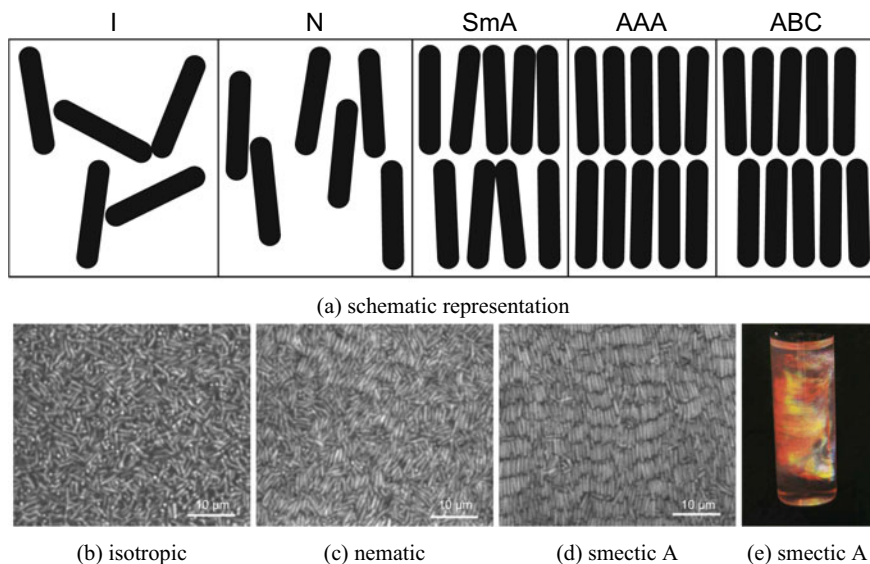 I N SmA AAA ABC
(a) schematic representation
10 µm 10 µm 10 µm
(b) isotropic (c) nematic (d) smectic A (e) smectic A